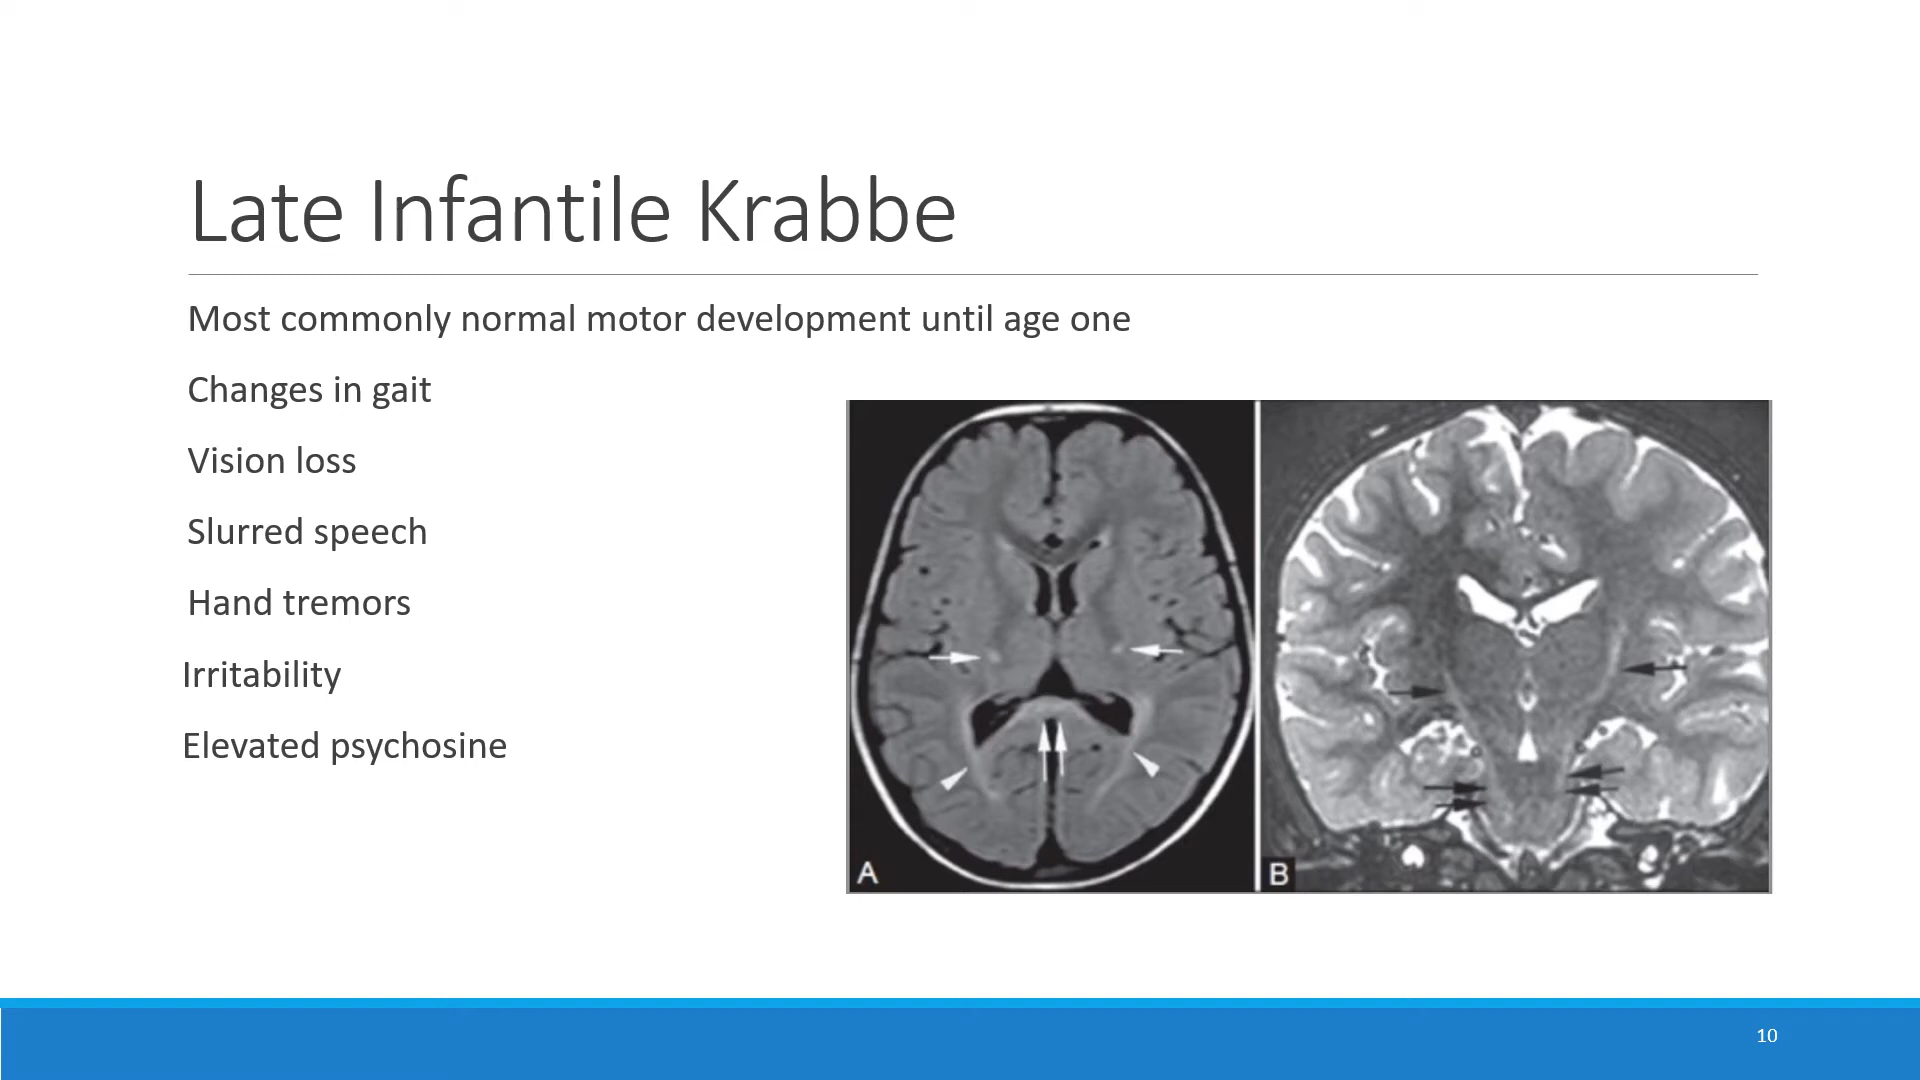 Late Infantile Krabbe
Most commonly normal motor development until age one
Changes in gait
Vision loss
Slurred speech
Hand tremors
Irritability
Elevated psychosine
A
B
10